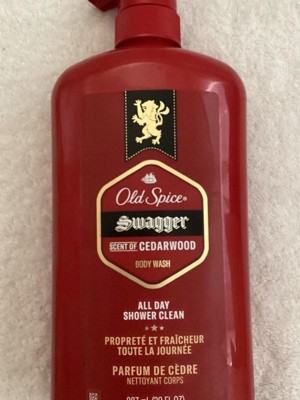 Old Spice®
Swagger
SCENT OF CEDARWOOD
BODY WASH
ALL DAY
SHOWER CLEAN
PROPRETÉ ET FRAÎCHEUR
TOUTE LA JOURNÉE
PARFUM DE CÈDRE
NETTOYANT CORPS